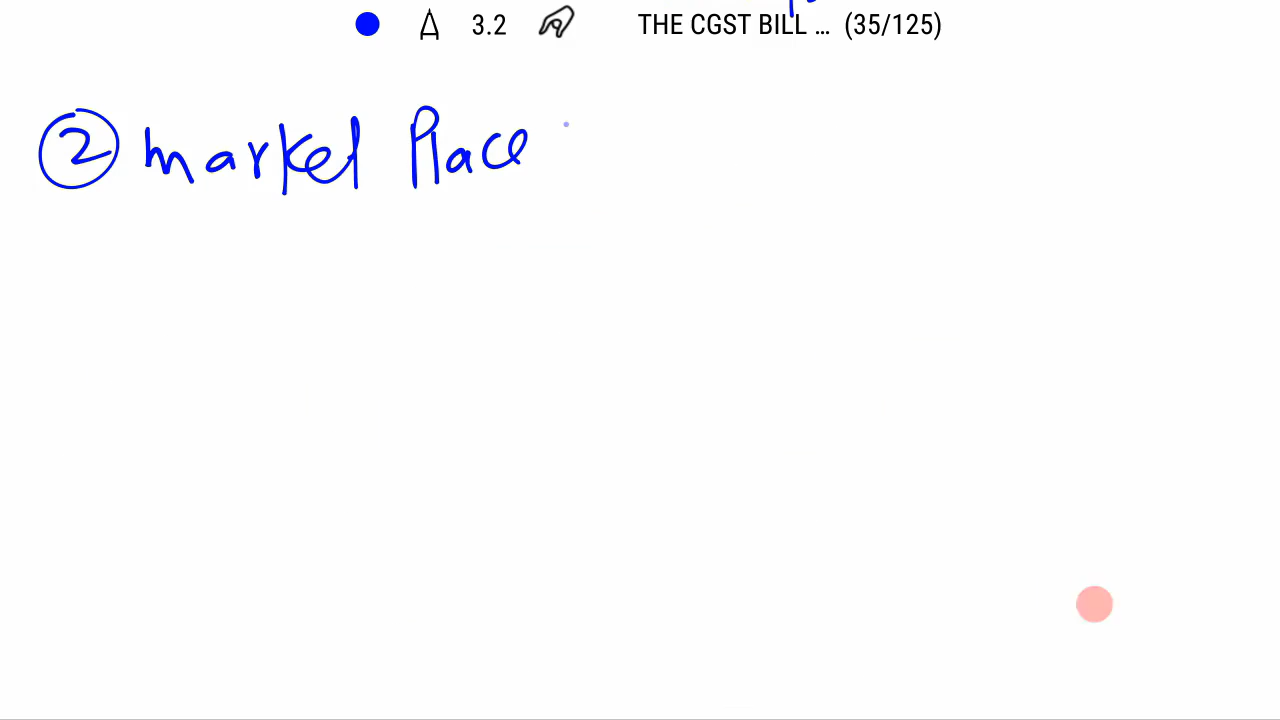 3.2 THE CGST BILL ... (35/125)
② market Place